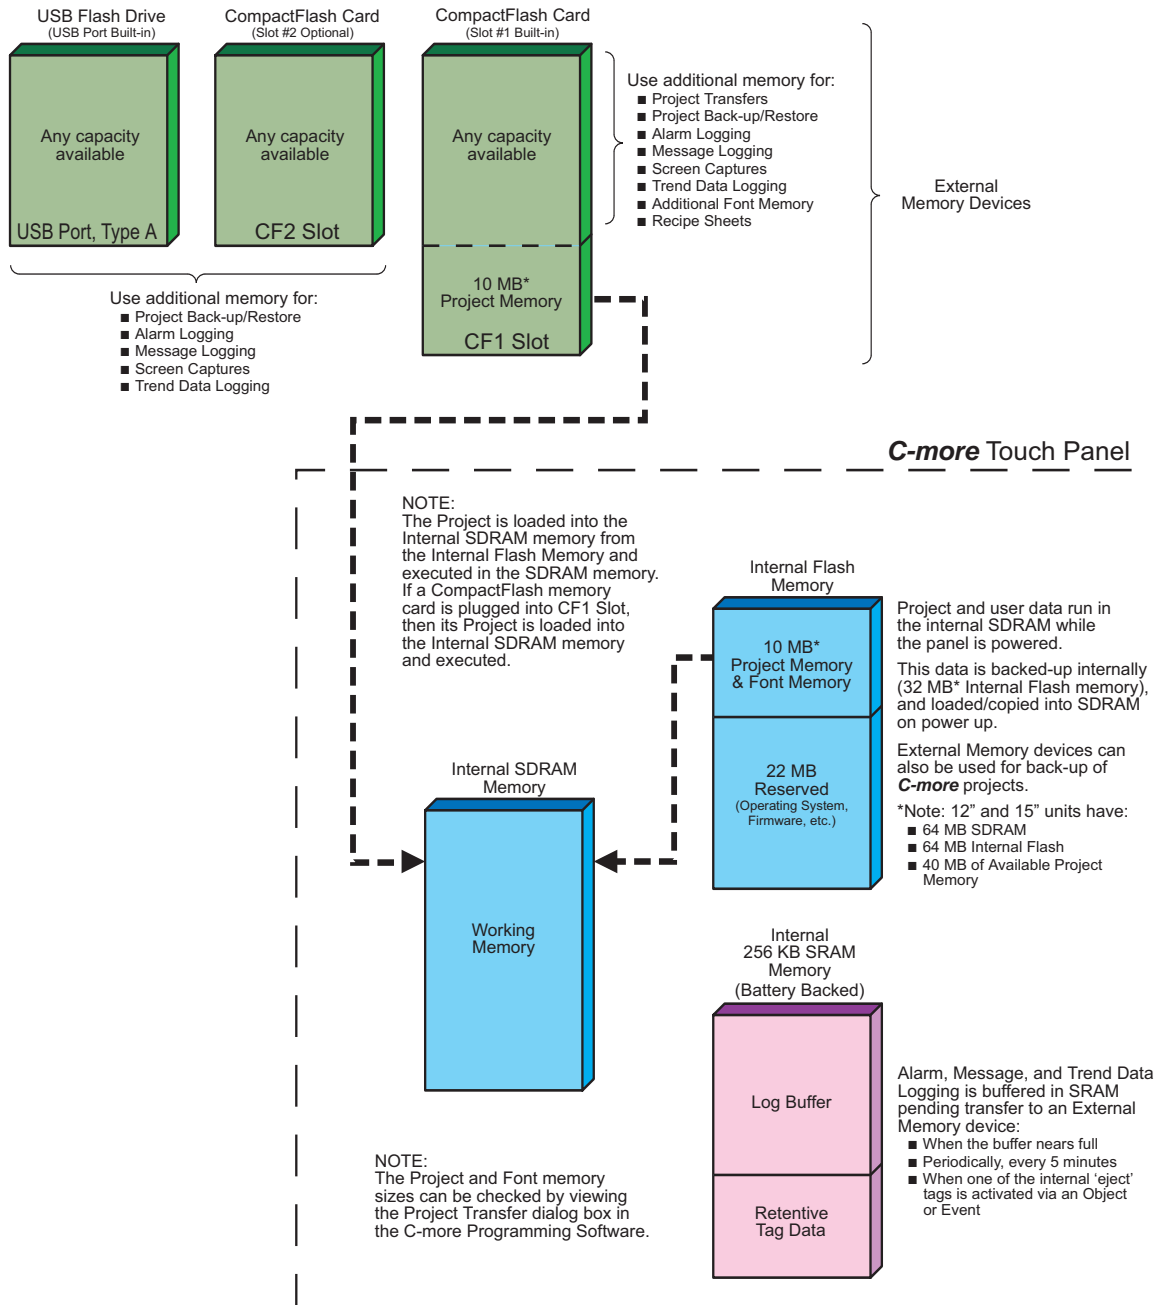 USB Flash Drive
(USB Port Built-in)
CompactFlash Card
(Slot #2 Optional)
CompactFlash Card
(Slot #1 Built-in)
Any capacity
available
USB Port, Type A
Any capacity
available
CF2 Slot
Any capacity
available
10 MB*
Project Memory
CF1 Slot
Use additional memory for:
■ Project Transfers
■ Project Back-up/Restore
■ Alarm Logging
■ Message Logging
■ Screen Captures
■ Trend Data Logging
■ Additional Font Memory
■ Recipe Sheets
External
Memory Devices
Use additional memory for:
■ Project Back-up/Restore
■ Alarm Logging
■ Message Logging
■ Screen Captures
■ Trend Data Logging
C-more Touch Panel
NOTE:
The Project is loaded into the
Internal SDRAM memory from
the Internal Flash Memory and
executed in the SDRAM memory.
If a CompactFlash memory
card is plugged into CF1 Slot,
then its Project is loaded into
the Internal SDRAM memory
and executed.
Internal Flash
Memory
10 MB*
Project Memory
& Font Memory
22 MB
Reserved
(Operating System,
Firmware, etc.)
Project and user data run in
the internal SDRAM while
the panel is powered.
This data is backed-up internally
(32 MB* Internal Flash memory),
and loaded/copied into SDRAM
on power up.
External Memory devices can
also be used for back-up of
C-more projects.
*Note: 12” and 15” units have:
■ 64 MB SDRAM
■ 64 MB Internal Flash
■ 40 MB of Available Project
Memory
Internal SDRAM
Memory
Working
Memory
Internal
256 KB SRAM
Memory
(Battery Backed)
Log Buffer
Retentive
Tag Data
Alarm, Message, and Trend Data
Logging is buffered in SRAM
pending transfer to an External
Memory device:
■ When the buffer nears full
■ Periodically, every 5 minutes
■ When one of the internal ‘eject’
tags is activated via an Object
or Event
NOTE:
The Project and Font memory
sizes can be checked by viewing
the Project Transfer dialog box in
the C-more Programming Software.